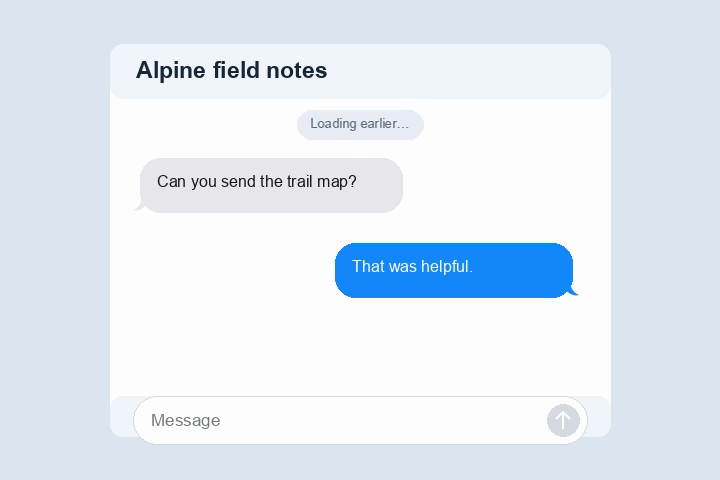 Alpine field notes
Loading earlier...
Can you send the trail map?
That was helpful.
Message